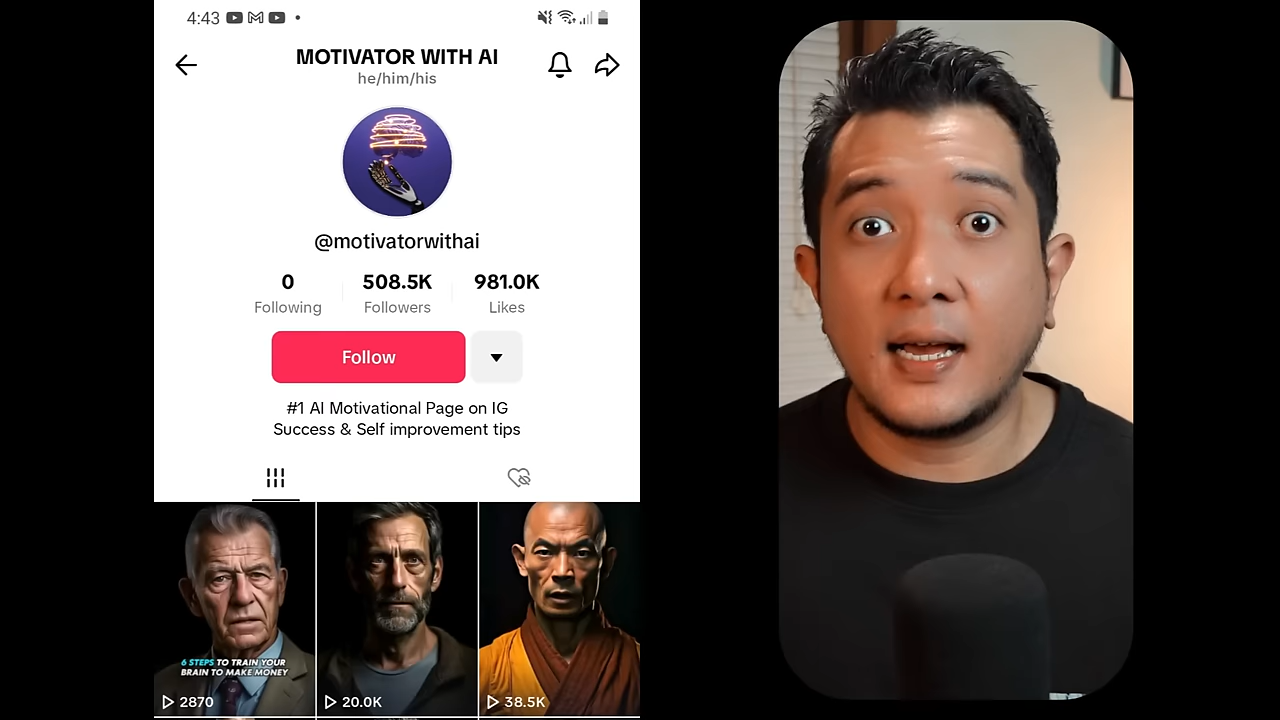 4:43
MOTIVATOR WITH AI
he/him/his
@motivatorwithai
0 508.5K 981.0K
Following Followers Likes
Follow
#1 AI Motivational Page on IG
Success & Self improvement tips
6 STEPS TO TRAIN YOUR
BRAIN TO MAKE MONEY
2870 20.0K 38.5K